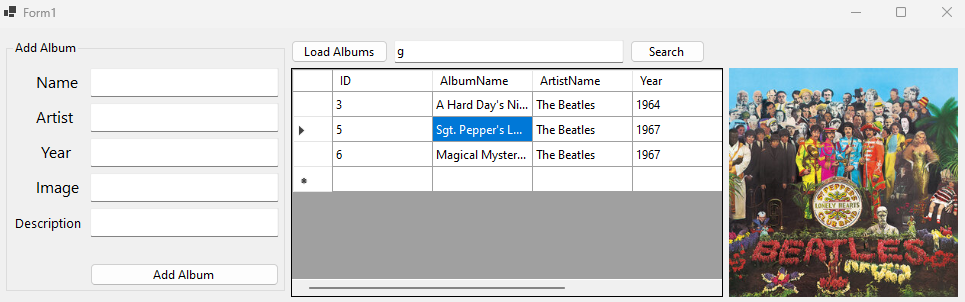 Form1
Add Album
Name
Artist
Year
Image
Description
Add Album
Load Albums g Search
ID AlbumName ArtistName Year
3 A Hard Day's Ni... The Beatles 1964
5 Sgt. Pepper's L... The Beatles 1967
6 Magical Myster... The Beatles 1967
SGT. PEPPERS
LONELY HEARTS
CLUB BAND
BEATLES